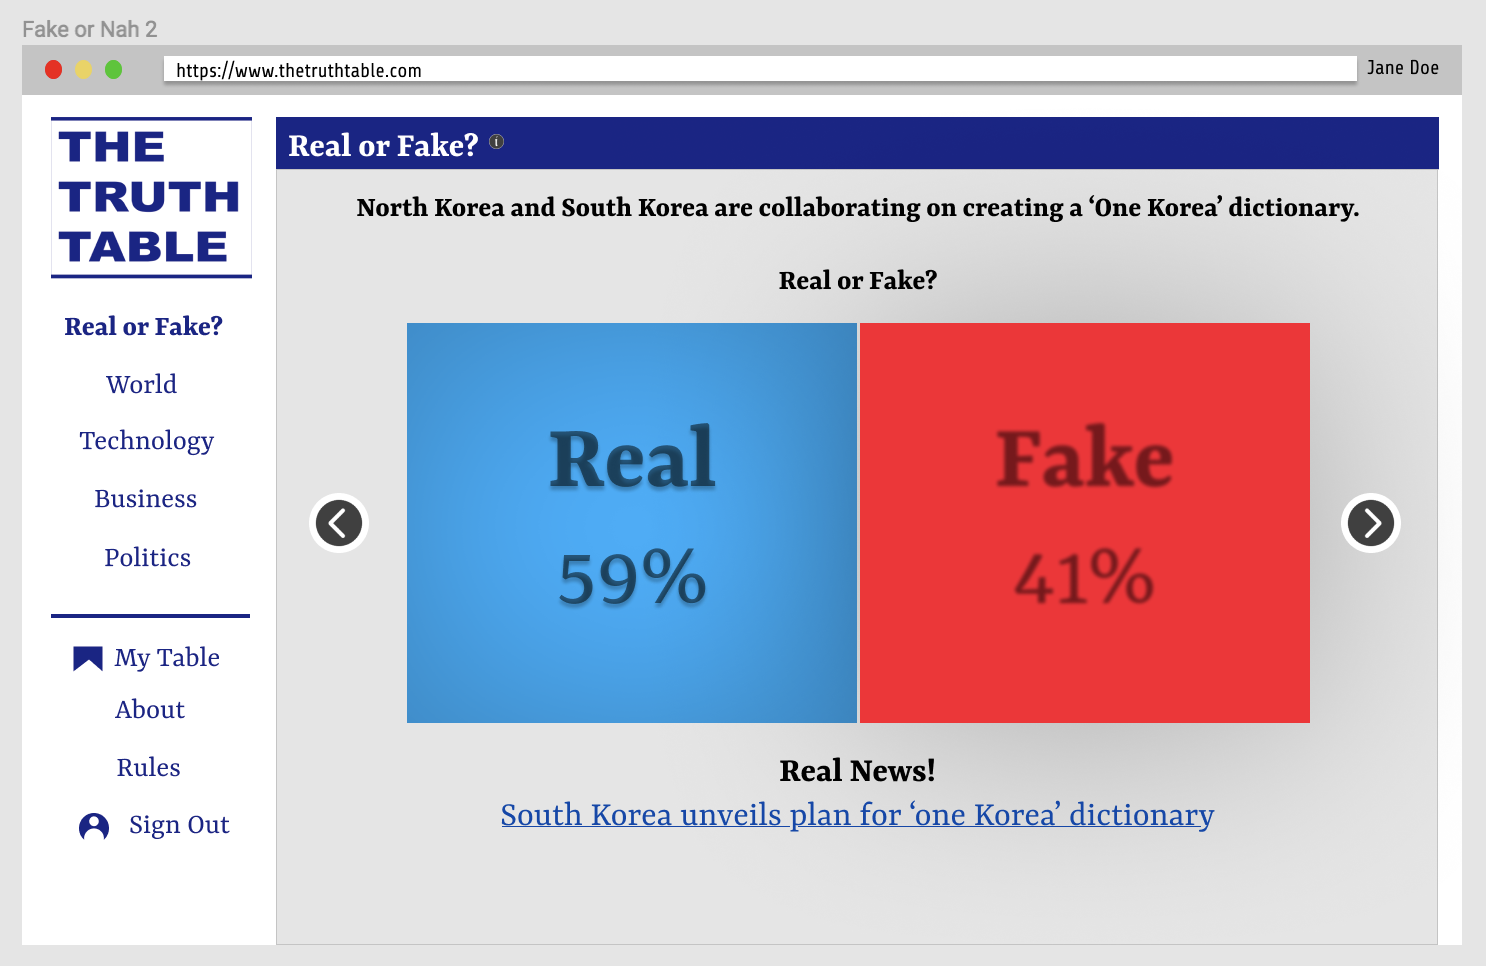 Fake or Nah 2
https://www.thetruthtable.com
Jane Doe
THE
TRUTH
TABLE
Real or Fake?
World
Technology
Business
Politics
My Table
About
Rules
Sign Out
Real or Fake? i
North Korea and South Korea are collaborating on creating a ‘One Korea’ dictionary.
Real or Fake?
Real
59%
Fake
41%
Real News!
South Korea unveils plan for ‘one Korea’ dictionary